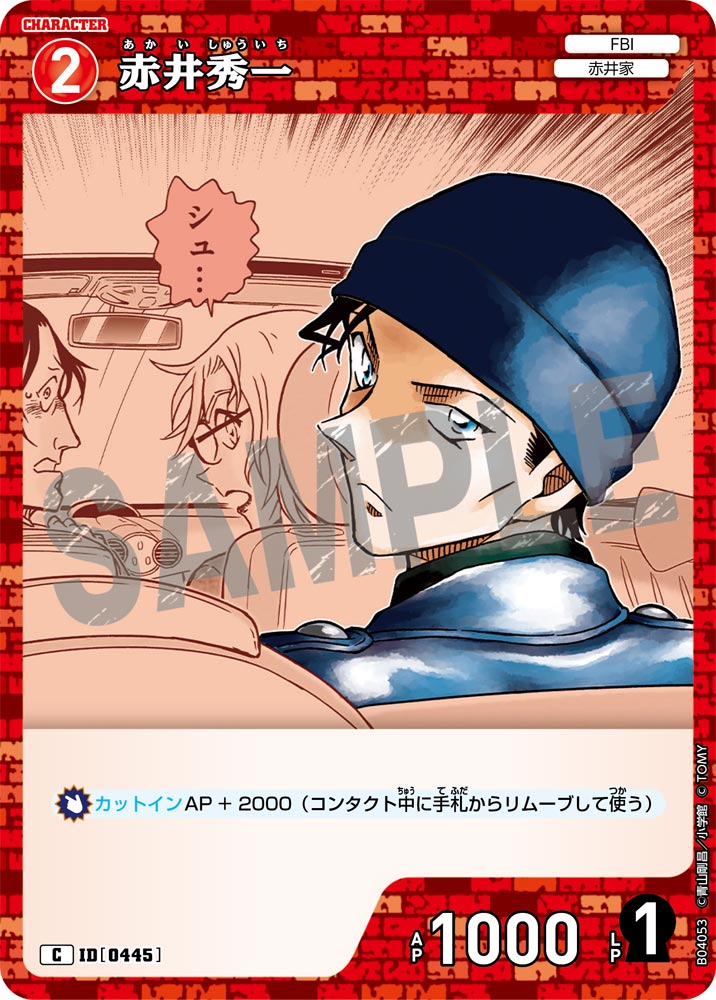 CHARACTER
2
あかいしゅういち
赤井秀一
FBI
赤井家
シュ…
SAMPLE
カットインAP + 2000（コンタクト中に手札からリムーブして使う）
ちゅう て ふだ つか
C ID[0445]
AP 1000
LP 1
B04053 ©青山剛昌／小学館 © TOMY